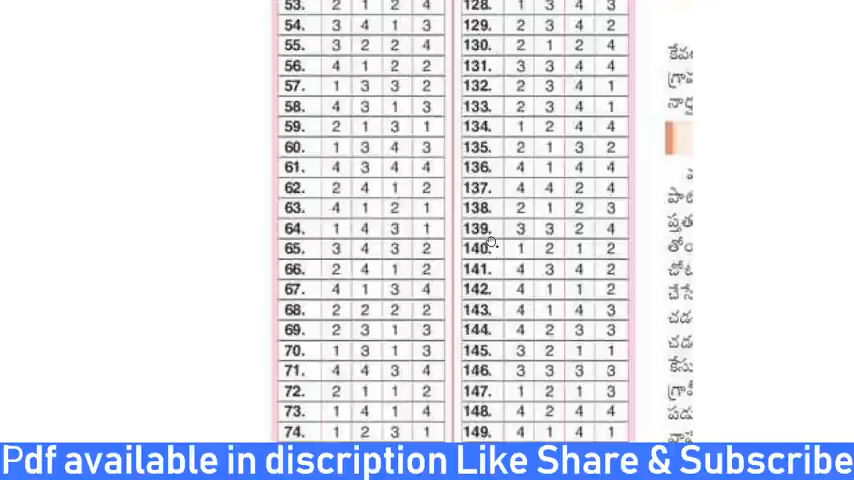 53. 2 1 2 4 128. 1 3 4 3
54. 3 4 1 3 129. 2 3 4 2
55. 3 2 2 4 130. 2 1 2 4
56. 4 1 2 2 131. 3 3 4 4
57. 1 3 3 2 132. 2 3 4 1
58. 4 3 1 3 133. 2 3 4 1
59. 2 1 3 1 134. 1 2 4 4
60. 1 3 4 3 135. 2 1 3 2
61. 4 3 4 4 136. 4 1 4 4
62. 2 4 1 2 137. 4 4 2 4
63. 4 1 2 1 138. 2 1 2 3
64. 1 4 3 1 139. 3 3 2 4
65. 3 4 3 2 140. 1 2 1 2
66. 2 4 1 2 141. 4 3 4 2
67. 4 1 3 4 142. 4 1 1 2
68. 2 2 2 2 143. 4 1 4 3
69. 2 3 1 3 144. 4 2 3 3
70. 1 3 1 3 145. 3 2 1 1
71. 4 4 3 4 146. 3 3 3 3
72. 2 1 1 2 147. 1 2 1 3
73. 1 4 1 4 148. 4 2 4 4
74. 1 2 3 1 149. 4 1 4 1
Pdf available in discription Like Share & Subscribe